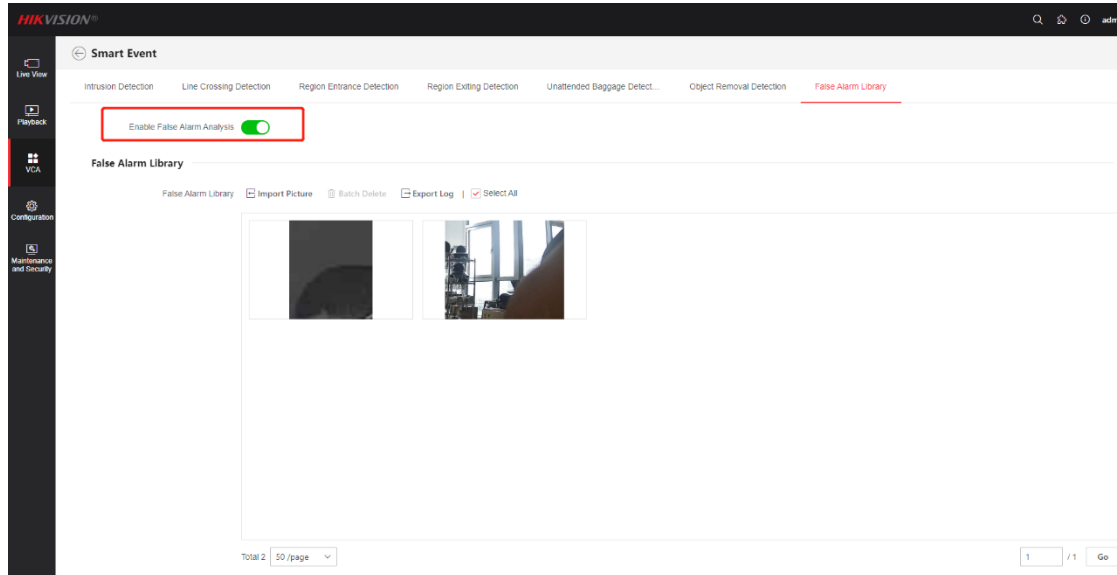 HIKVISION®
adm
Smart Event
Live View
Intrusion Detection Line Crossing Detection Region Entrance Detection Region Exiting Detection Unattended Baggage Detect... Object Removal Detection False Alarm Library
Playback
Enable False Alarm Analysis
VCA
False Alarm Library
False Alarm Library Import Picture Batch Delete Export Log | Select All
Configuration
Maintenance
and Security
Total 2 50 /page 1 / 1 Go